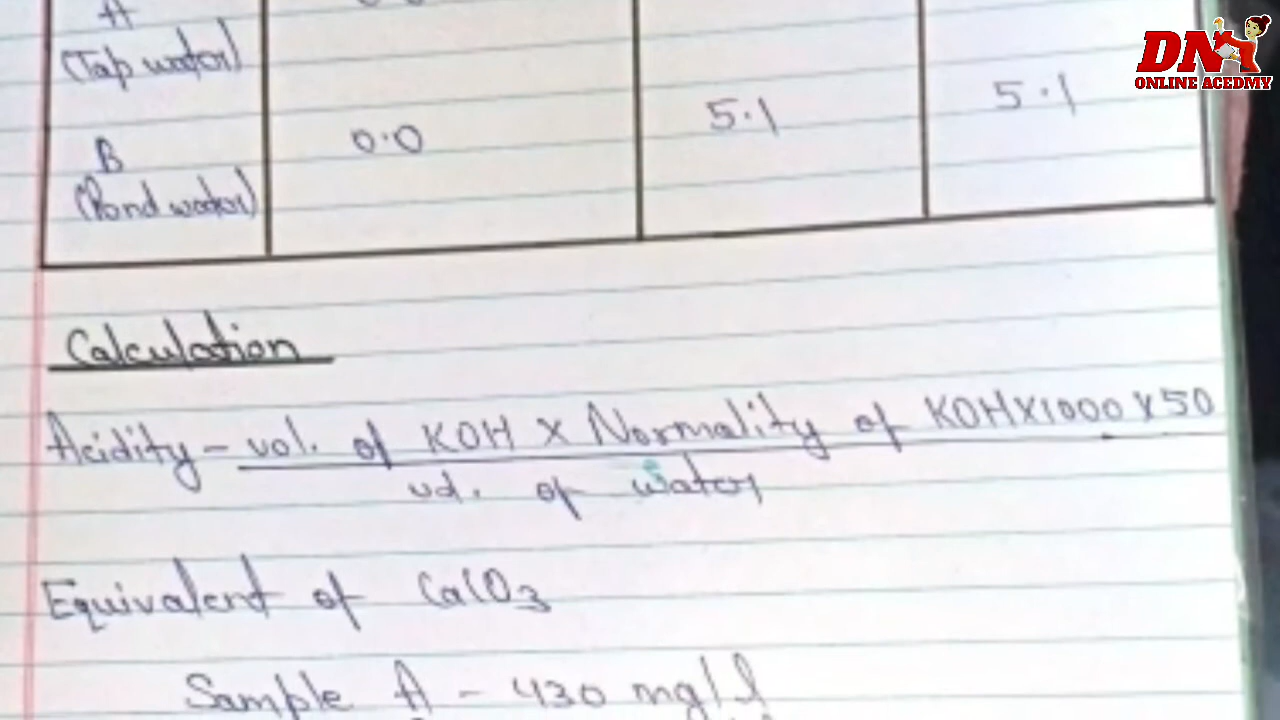 A
(Tap water)
B
(Pond water)
0.0
5.1
5.1
Calculation
Acidity - vol. of KOH x Normality of KOH x 1000 x 50
vol. of water
Equivalent of CaCO3
Sample A - 430 mg/l
DN
ONLINE ACEDMY